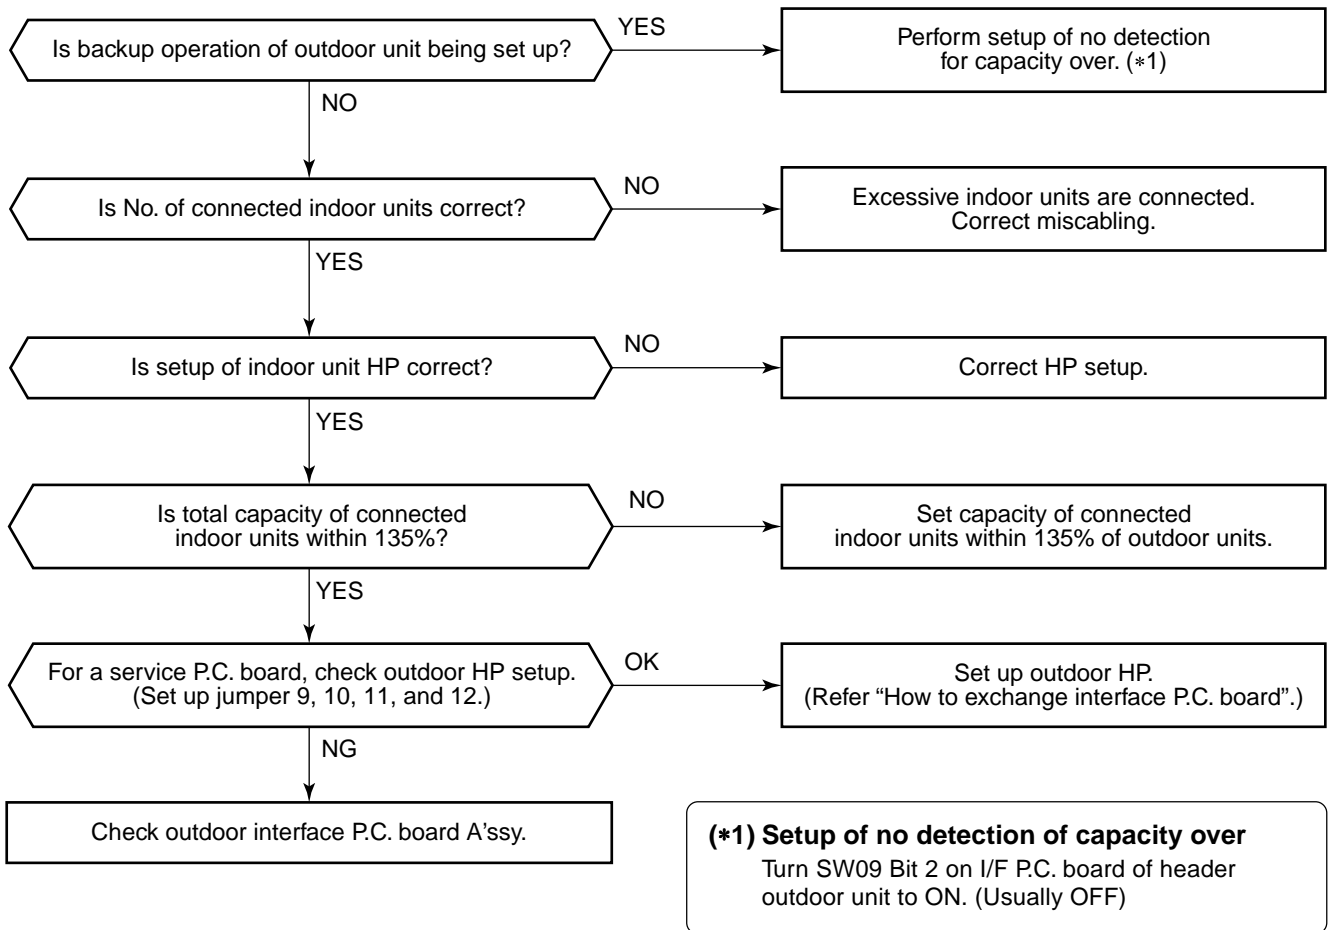 Is backup operation of outdoor unit being set up?
YES
Perform setup of no detection
for capacity over. (*1)
NO
Is No. of connected indoor units correct?
NO
Excessive indoor units are connected.
Correct miscabling.
YES
Is setup of indoor unit HP correct?
NO
Correct HP setup.
YES
Is total capacity of connected
indoor units within 135%?
NO
Set capacity of connected
indoor units within 135% of outdoor units.
YES
For a service P.C. board, check outdoor HP setup.
(Set up jumper 9, 10, 11, and 12.)
OK
Set up outdoor HP.
(Refer “How to exchange interface P.C. board”.)
NG
Check outdoor interface P.C. board A'ssy.
(*1) Setup of no detection of capacity over
Turn SW09 Bit 2 on I/F P.C. board of header
outdoor unit to ON. (Usually OFF)